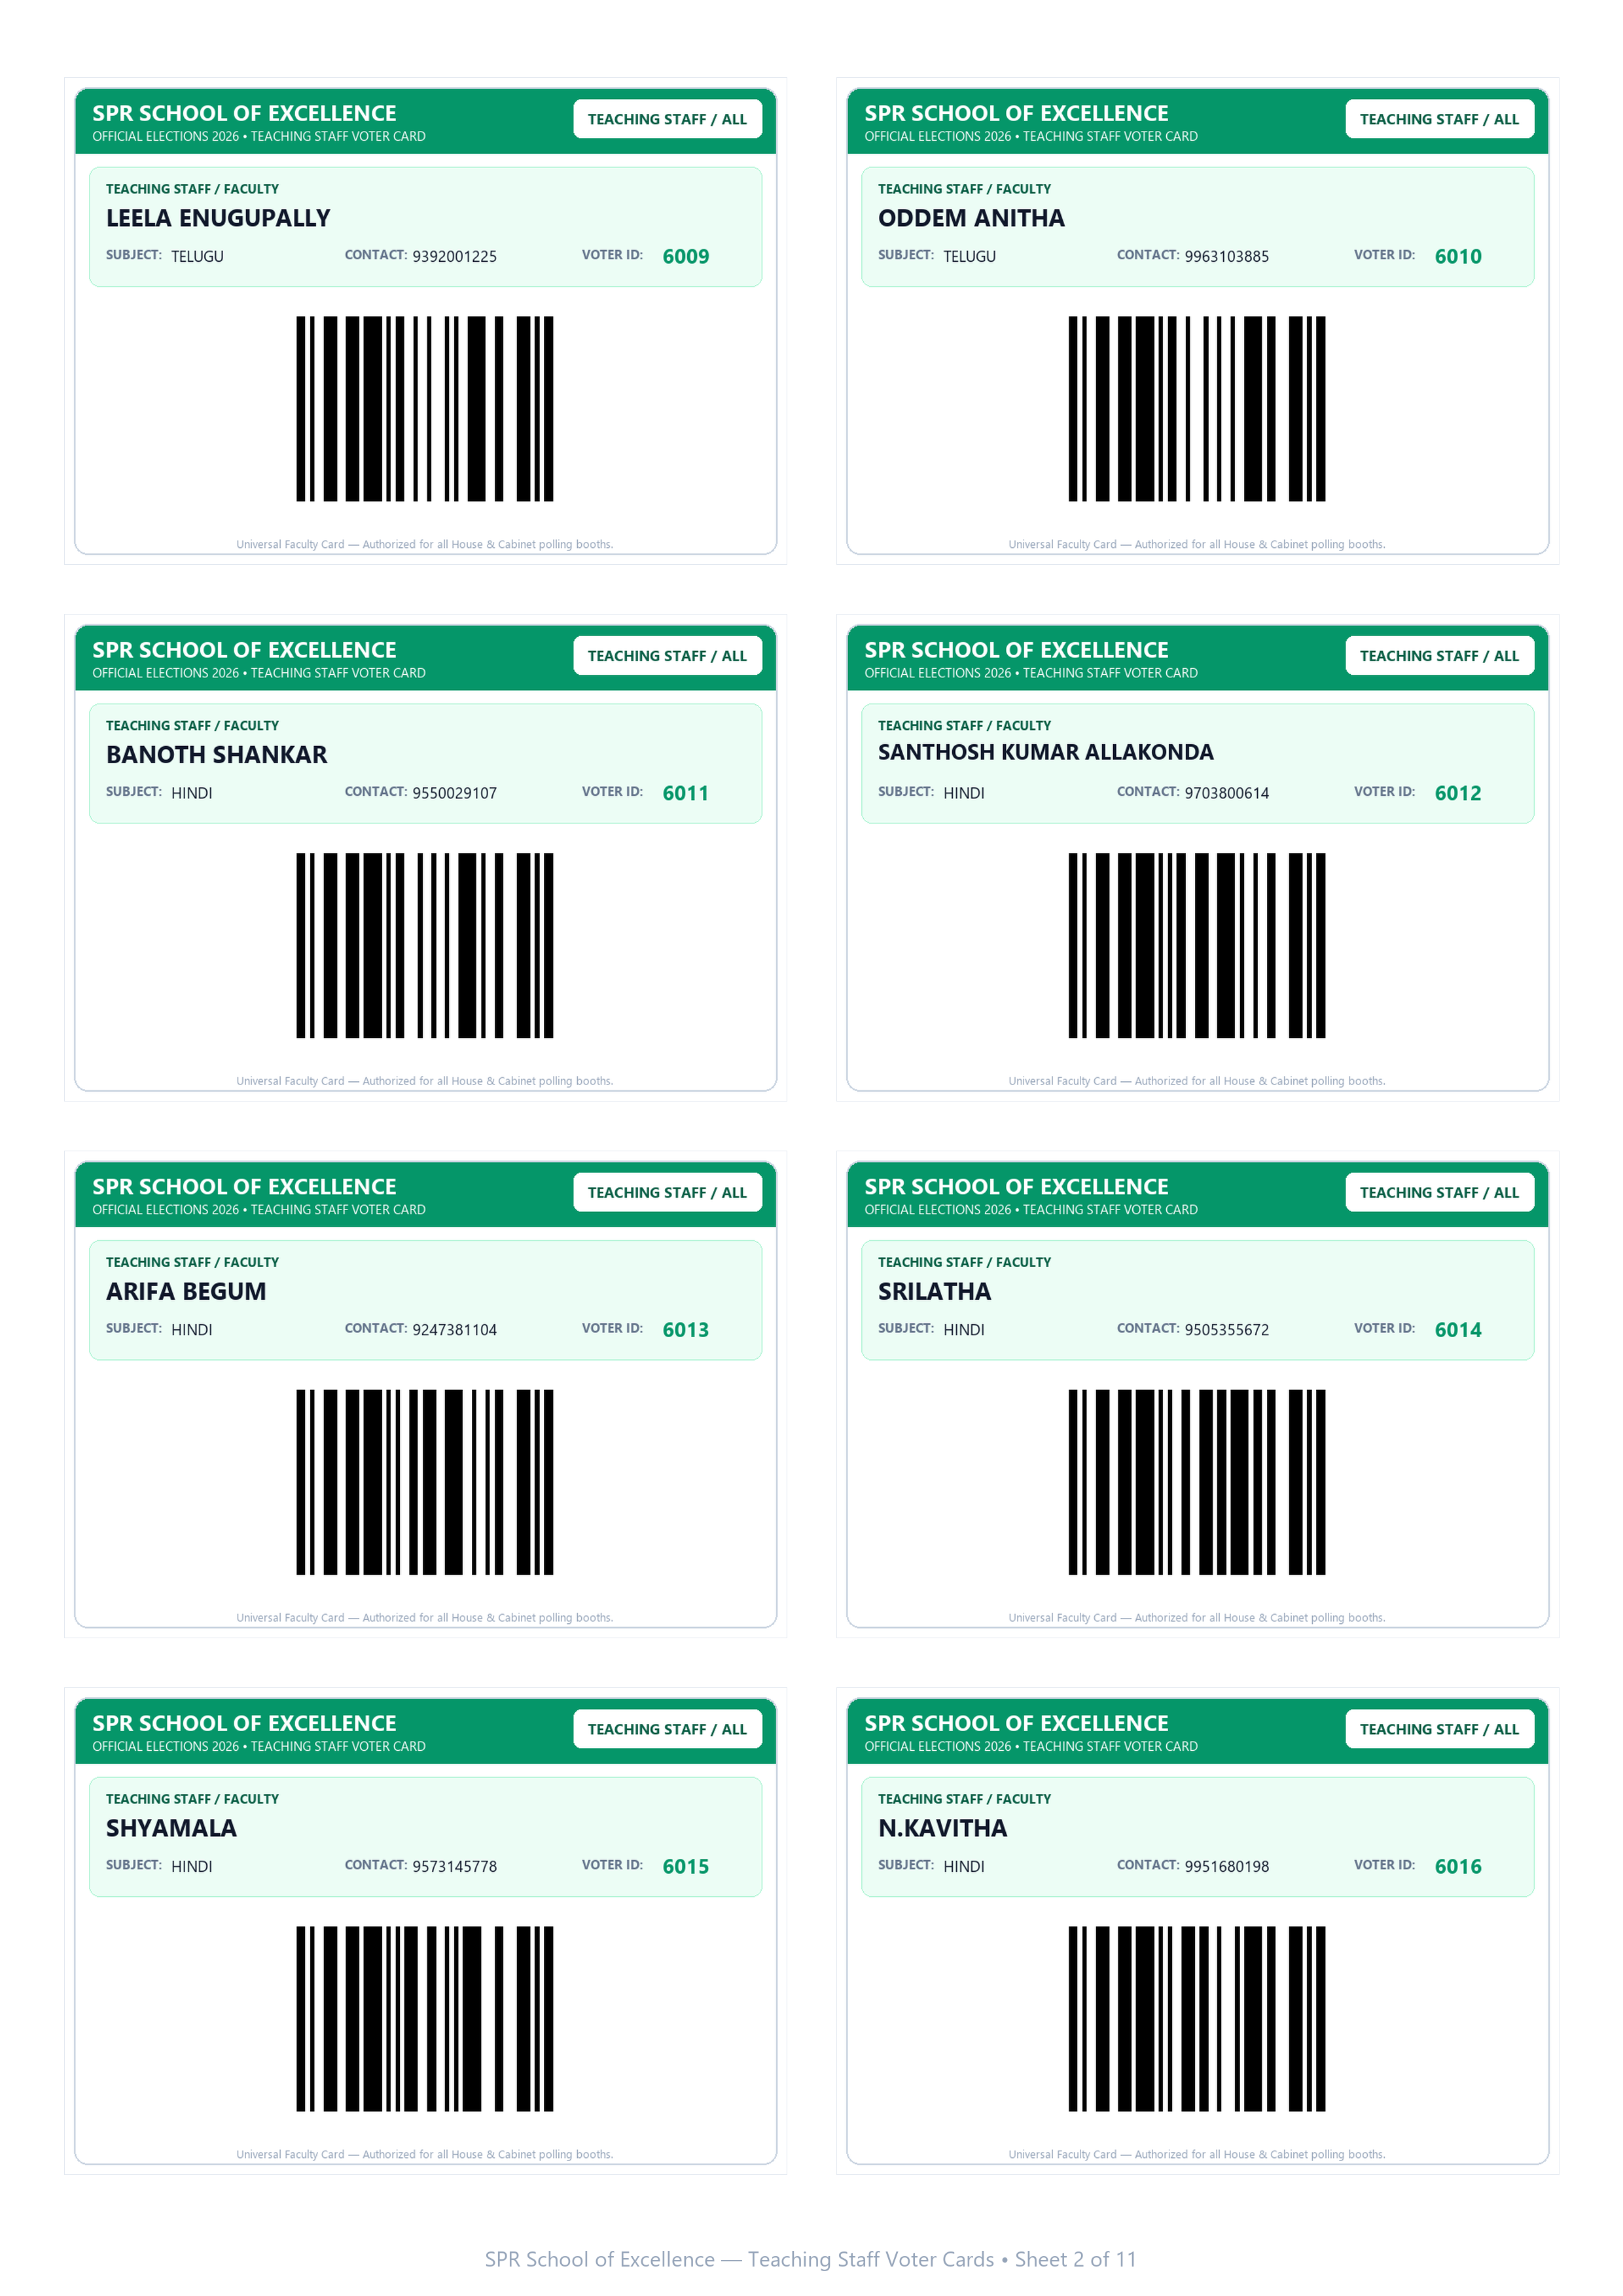 SPR SCHOOL OF EXCELLENCE
OFFICIAL ELECTIONS 2026 • TEACHING STAFF VOTER CARD
TEACHING STAFF / ALL
TEACHING STAFF / FACULTY
LEELA ENUGUPALLY
SUBJECT: TELUGU CONTACT: 9392001225 VOTER ID: 6009
Universal Faculty Card — Authorized for all House & Cabinet polling booths.
SPR SCHOOL OF EXCELLENCE
OFFICIAL ELECTIONS 2026 • TEACHING STAFF VOTER CARD
TEACHING STAFF / ALL
TEACHING STAFF / FACULTY
ODDEM ANITHA
SUBJECT: TELUGU CONTACT: 9963103885 VOTER ID: 6010
Universal Faculty Card — Authorized for all House & Cabinet polling booths.
SPR SCHOOL OF EXCELLENCE
OFFICIAL ELECTIONS 2026 • TEACHING STAFF VOTER CARD
TEACHING STAFF / ALL
TEACHING STAFF / FACULTY
BANOTH SHANKAR
SUBJECT: HINDI CONTACT: 9550029107 VOTER ID: 6011
Universal Faculty Card — Authorized for all House & Cabinet polling booths.
SPR SCHOOL OF EXCELLENCE
OFFICIAL ELECTIONS 2026 • TEACHING STAFF VOTER CARD
TEACHING STAFF / ALL
TEACHING STAFF / FACULTY
SANTHOSH KUMAR ALLAKONDA
SUBJECT: HINDI CONTACT: 9703800614 VOTER ID: 6012
Universal Faculty Card — Authorized for all House & Cabinet polling booths.
SPR SCHOOL OF EXCELLENCE
OFFICIAL ELECTIONS 2026 • TEACHING STAFF VOTER CARD
TEACHING STAFF / ALL
TEACHING STAFF / FACULTY
ARIFA BEGUM
SUBJECT: HINDI CONTACT: 9247381104 VOTER ID: 6013
Universal Faculty Card — Authorized for all House & Cabinet polling booths.
SPR SCHOOL OF EXCELLENCE
OFFICIAL ELECTIONS 2026 • TEACHING STAFF VOTER CARD
TEACHING STAFF / ALL
TEACHING STAFF / FACULTY
SRILATHA
SUBJECT: HINDI CONTACT: 9505355672 VOTER ID: 6014
Universal Faculty Card — Authorized for all House & Cabinet polling booths.
SPR SCHOOL OF EXCELLENCE
OFFICIAL ELECTIONS 2026 • TEACHING STAFF VOTER CARD
TEACHING STAFF / ALL
TEACHING STAFF / FACULTY
SHYAMALA
SUBJECT: HINDI CONTACT: 9573145778 VOTER ID: 6015
Universal Faculty Card — Authorized for all House & Cabinet polling booths.
SPR SCHOOL OF EXCELLENCE
OFFICIAL ELECTIONS 2026 • TEACHING STAFF VOTER CARD
TEACHING STAFF / ALL
TEACHING STAFF / FACULTY
N.KAVITHA
SUBJECT: HINDI CONTACT: 9951680198 VOTER ID: 6016
Universal Faculty Card — Authorized for all House & Cabinet polling booths.
SPR School of Excellence — Teaching Staff Voter Cards • Sheet 2 of 11